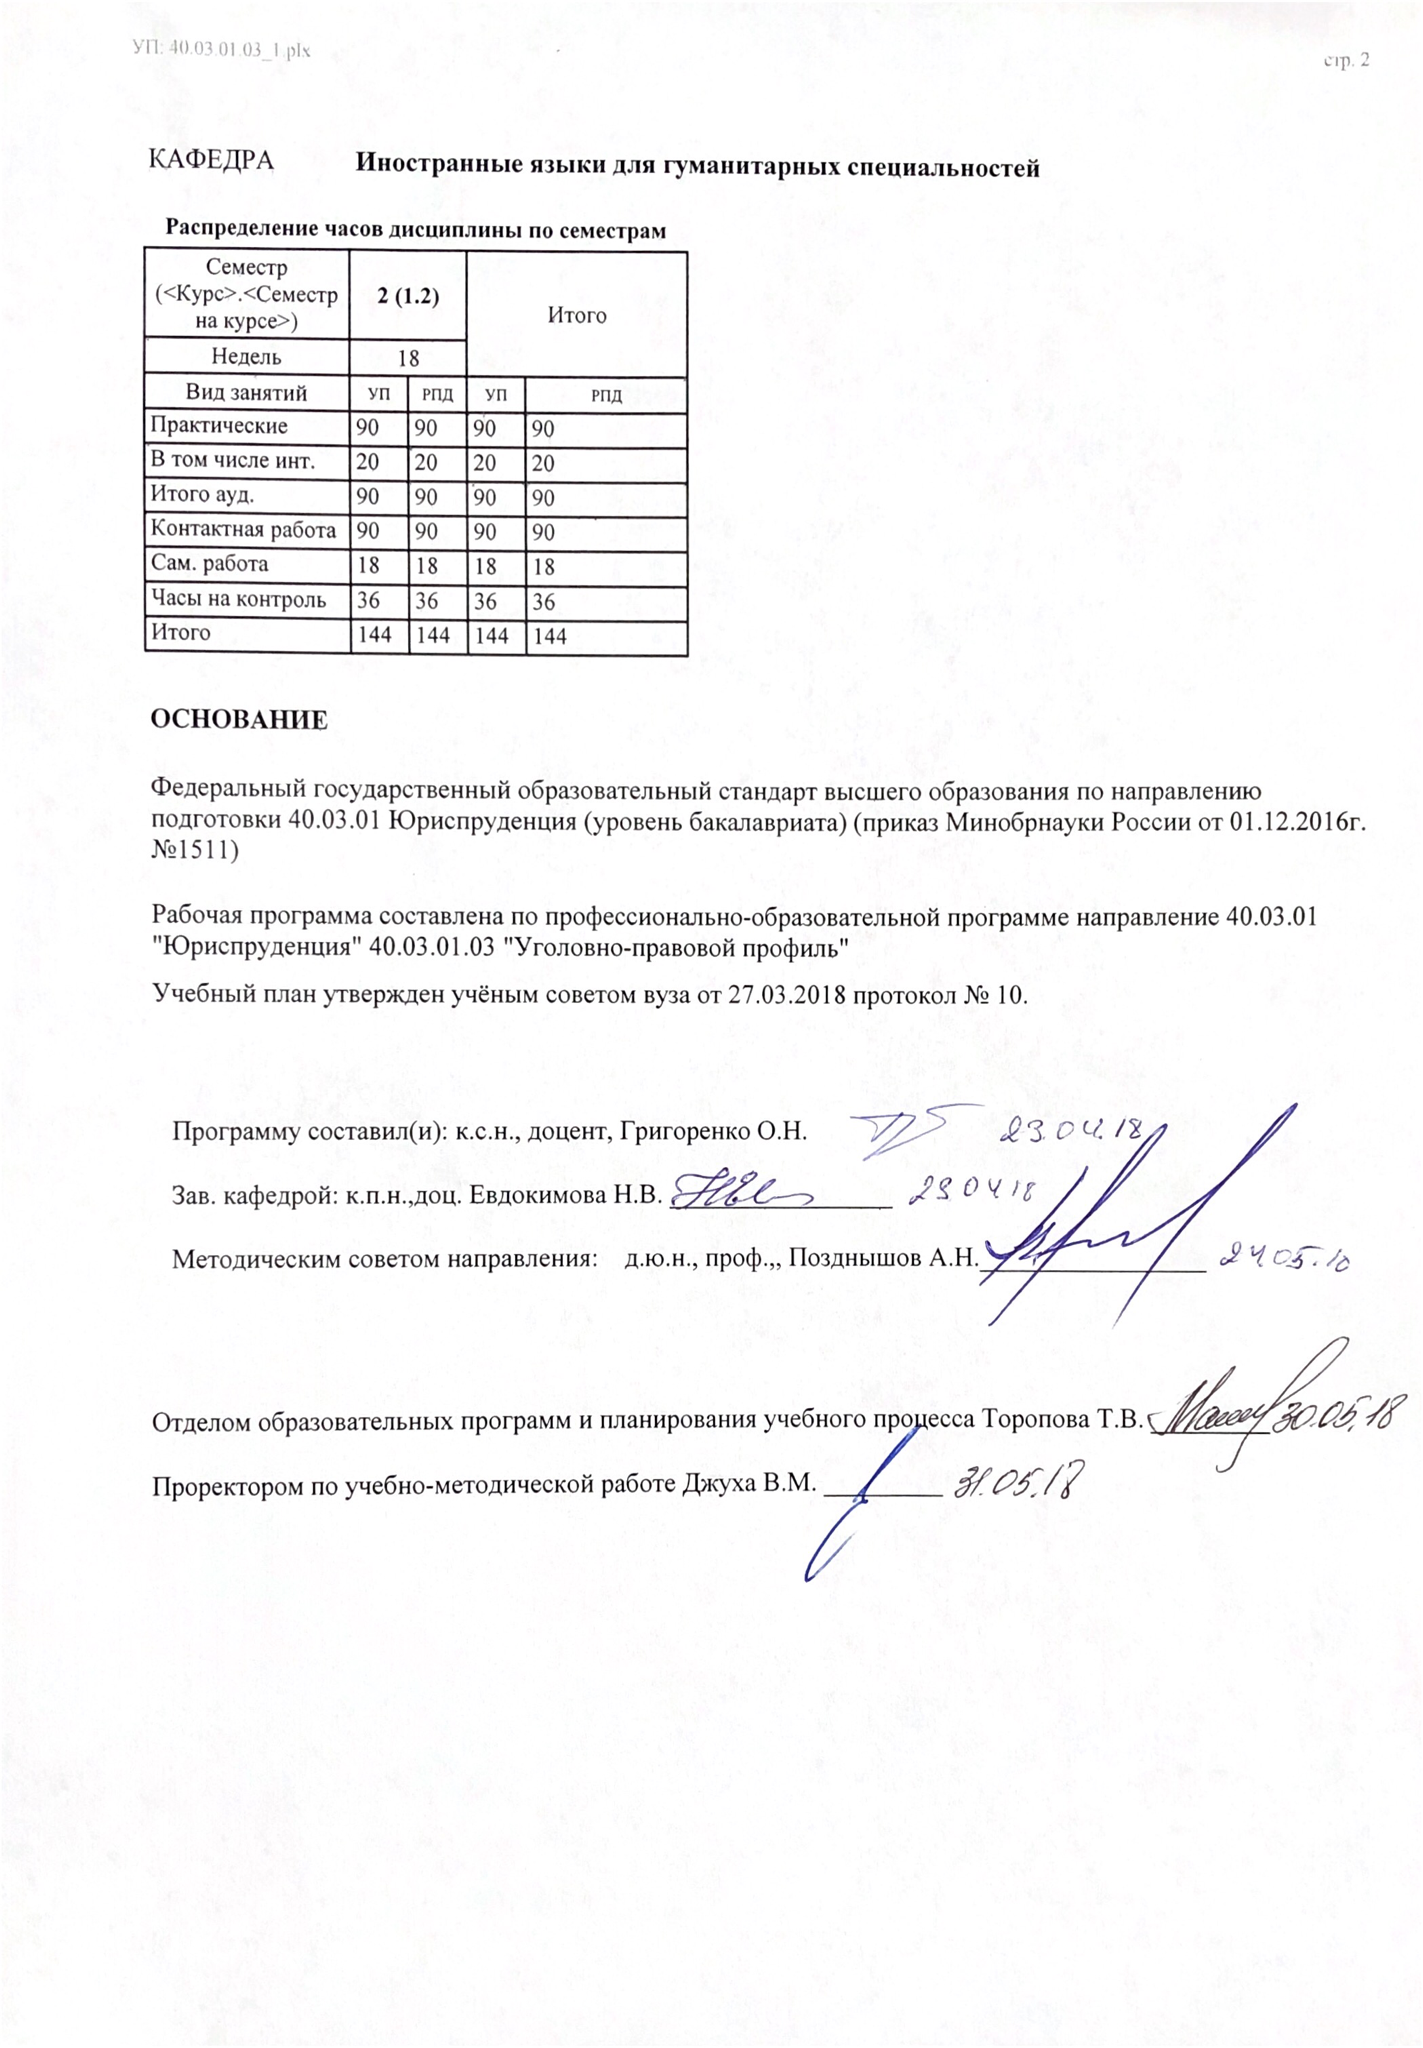 УП: 40.03.01.03_1.plx
стр. 2
КАФЕДРА Иностранные языки для гуманитарных специальностей
Распределение часов дисциплины по семестрам
Семестр
(<Курс>.<Семестр
на курсе>)
2 (1.2)
Итого
Недель 18
Вид занятий УП РПД УП РПД
Практические 90 90 90 90
В том числе инт. 20 20 20 20
Итого ауд. 90 90 90 90
Контактная работа 90 90 90 90
Сам. работа 18 18 18 18
Часы на контроль 36 36 36 36
Итого 144 144 144 144
ОСНОВАНИЕ
Федеральный государственный образовательный стандарт высшего образования по направлению
подготовки 40.03.01 Юриспруденция (уровень бакалавриата) (приказ Минобрнауки России от 01.12.2016г.
№1511)
Рабочая программа составлена по профессионально-образовательной программе направление 40.03.01
"Юриспруденция" 40.03.01.03 "Уголовно-правовой профиль"
Учебный план утвержден учёным советом вуза от 27.03.2018 протокол № 10.
Программу составил(и): к.с.н., доцент, Григоренко О.Н. 23.04.18
Зав. кафедрой: к.п.н.,доц. Евдокимова Н.В. 23 04 18
Методическим советом направления: д.ю.н., проф.,, Позднышов А.Н. 24.05.18
Отделом образовательных программ и планирования учебного процесса Торопова Т.В. 30.05.18
Проректором по учебно-методической работе Джуха В.М. 31.05.18